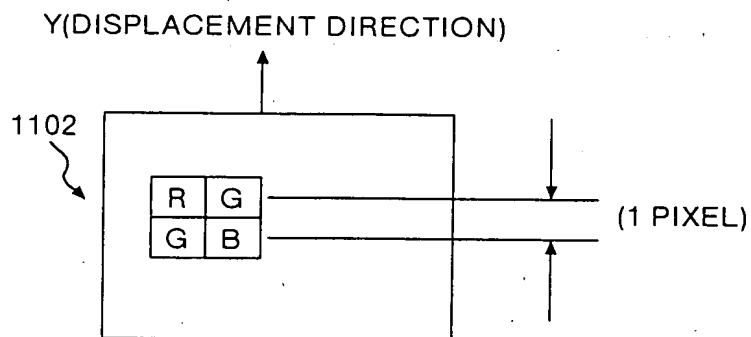 Y(DISPLACEMENT DIRECTION)
1102
R G
G B
(1 PIXEL)